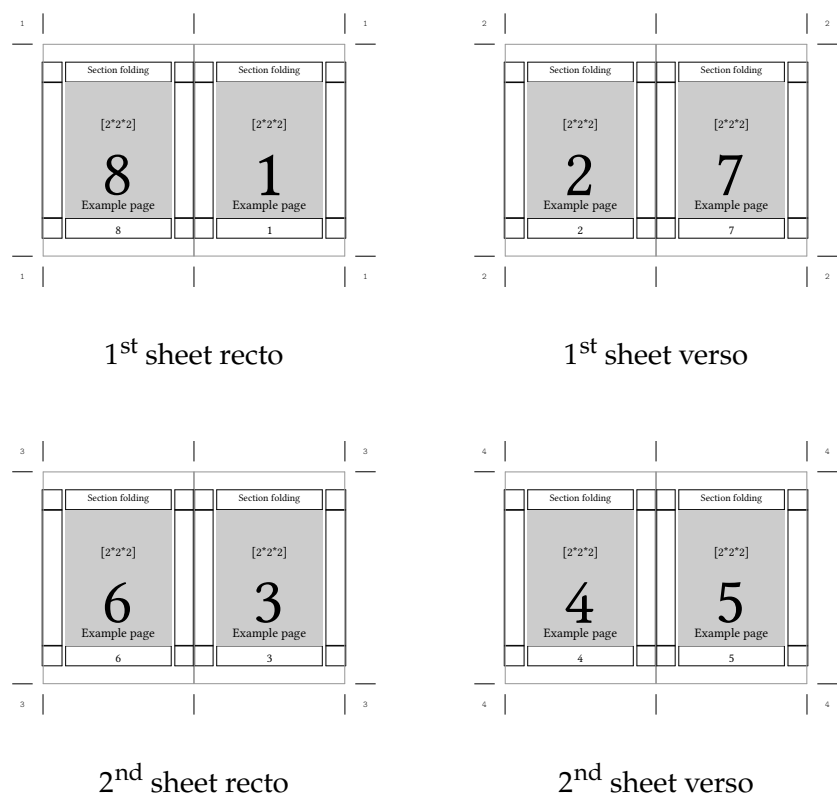 1 1 2 2
Section folding Section folding Section folding Section folding
[2*2*2] [2*2*2] [2*2*2] [2*2*2]
8 1 2 7
Example page Example page Example page Example page
8 1 2 7
1 1 2 2
1st sheet recto 1st sheet verso
3 3 4 4
Section folding Section folding Section folding Section folding
[2*2*2] [2*2*2] [2*2*2] [2*2*2]
6 3 4 5
Example page Example page Example page Example page
6 3 4 5
3 3 4 4
2nd sheet recto 2nd sheet verso